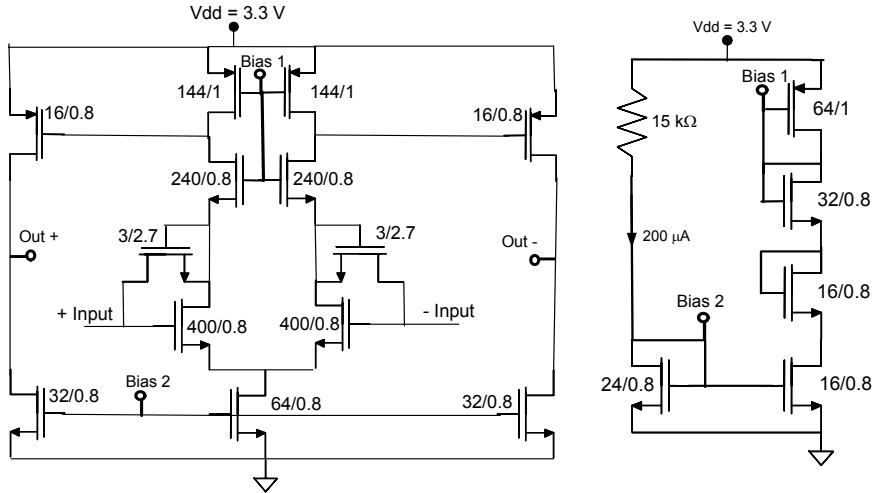 Vdd = 3.3 V
Bias 1
144/1
144/1
16/0.8
16/0.8
240/0.8
240/0.8
3/2.7
3/2.7
Out +
Out -
+ Input
- Input
400/0.8
400/0.8
Bias 2
32/0.8
64/0.8
32/0.8
Vdd = 3.3 V
Bias 1
64/1
15 kΩ
32/0.8
200 μA
16/0.8
Bias 2
24/0.8
16/0.8